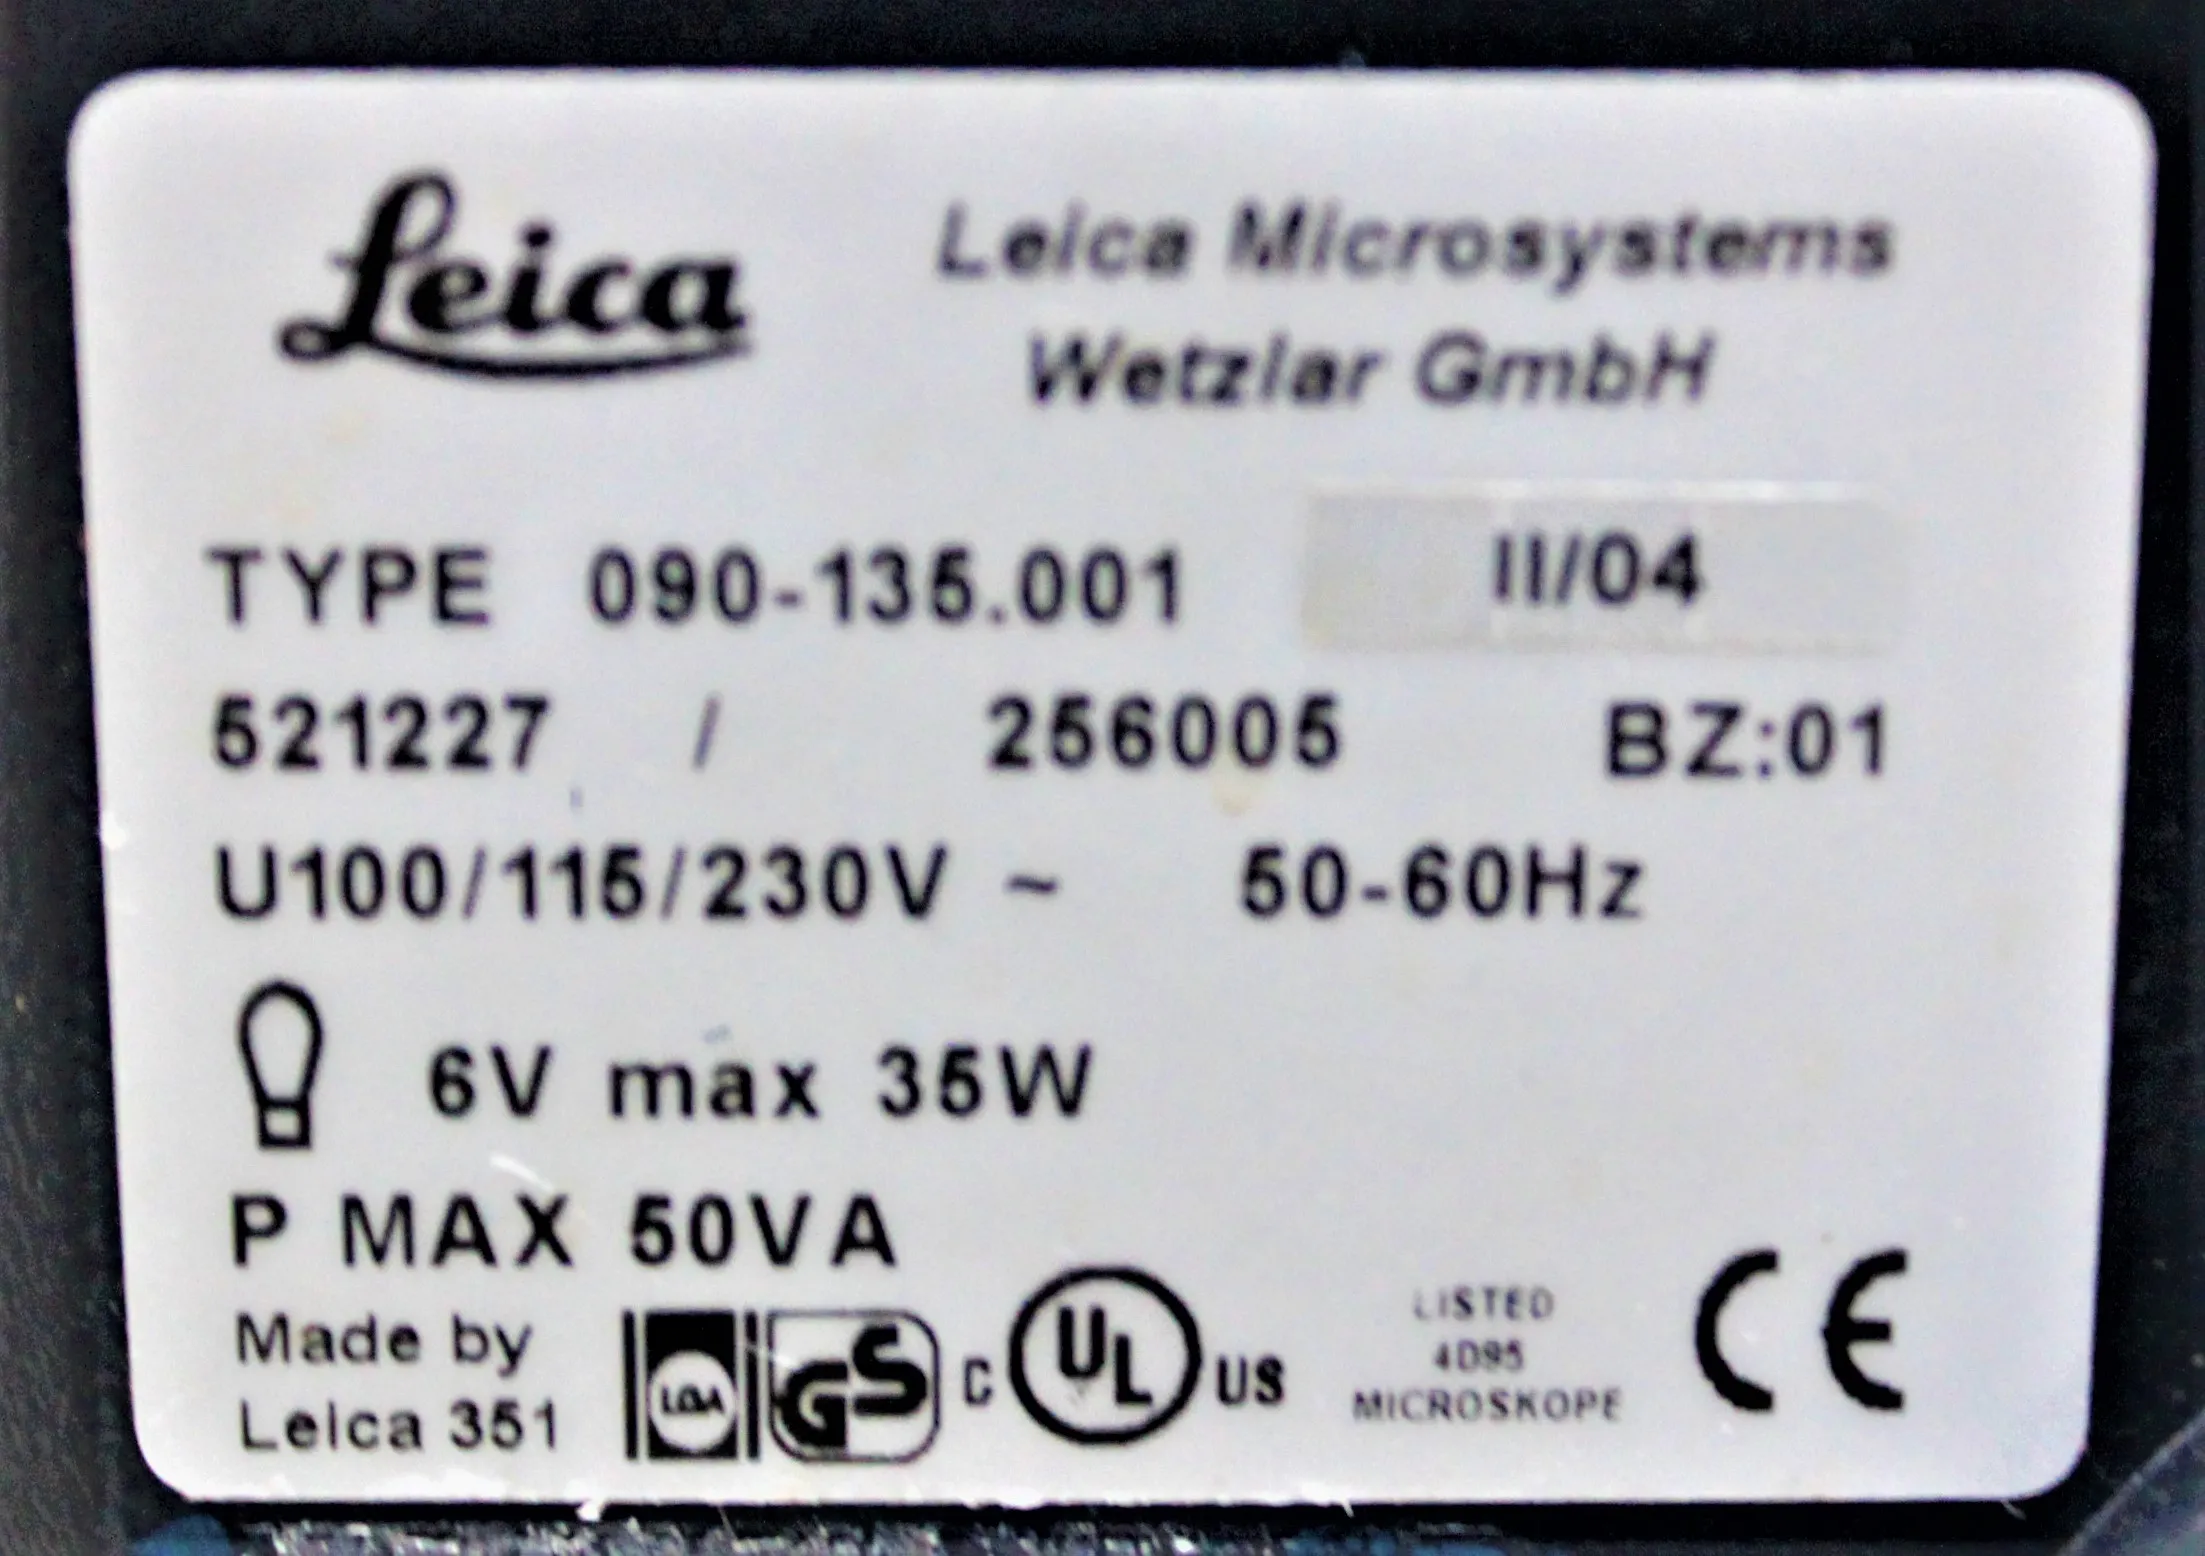 Leica
Leica Microsystems
Wetzlar GmbH
TYPE 090-135.001 II/04
521227 / 256005 BZ:01
U100/115/230V ~ 50-60Hz
6V max 35W
P MAX 50VA
Made by
Leica 351
LGA
GS
C UL US
LISTED
4D95
MICROSKOPE
CE